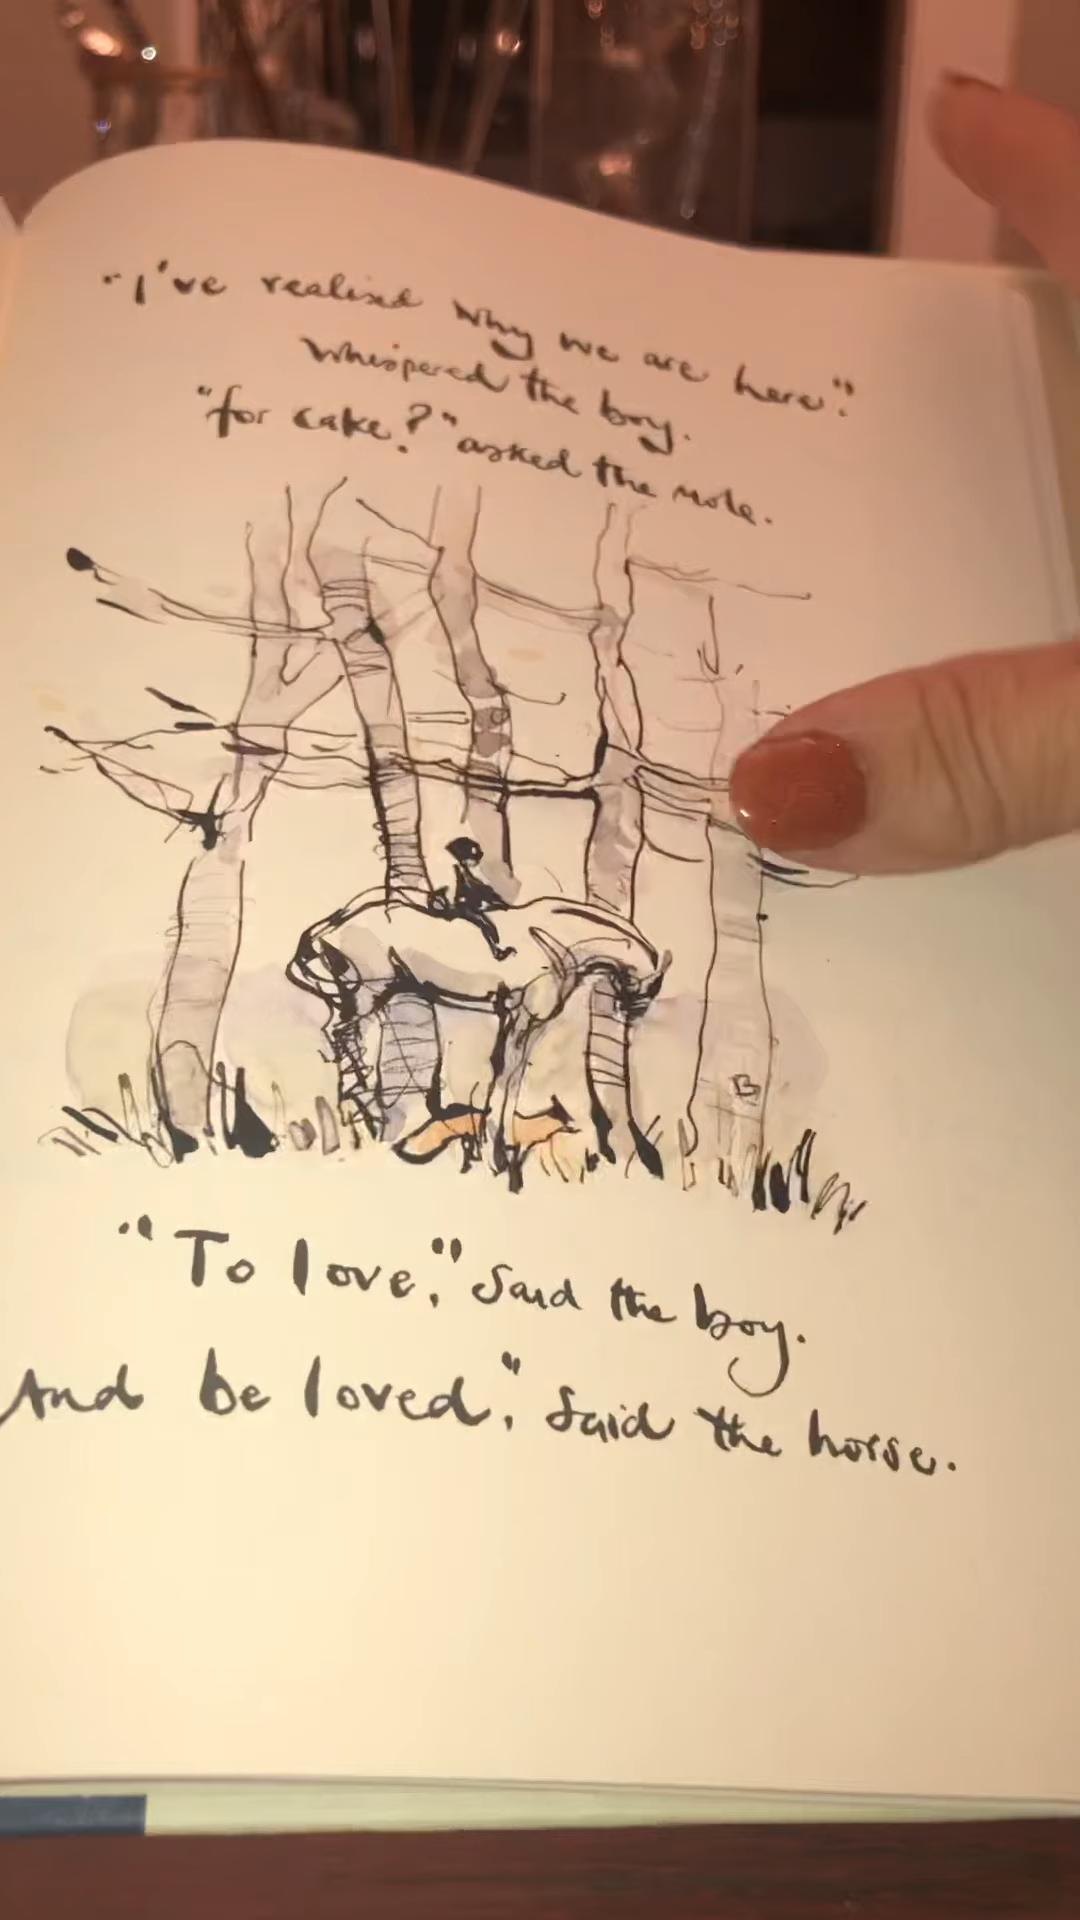 "I've realised why we are here."
whispered the boy.
"for cake?" asked the mole.
"To love," said the boy.
And be loved," said the horse.